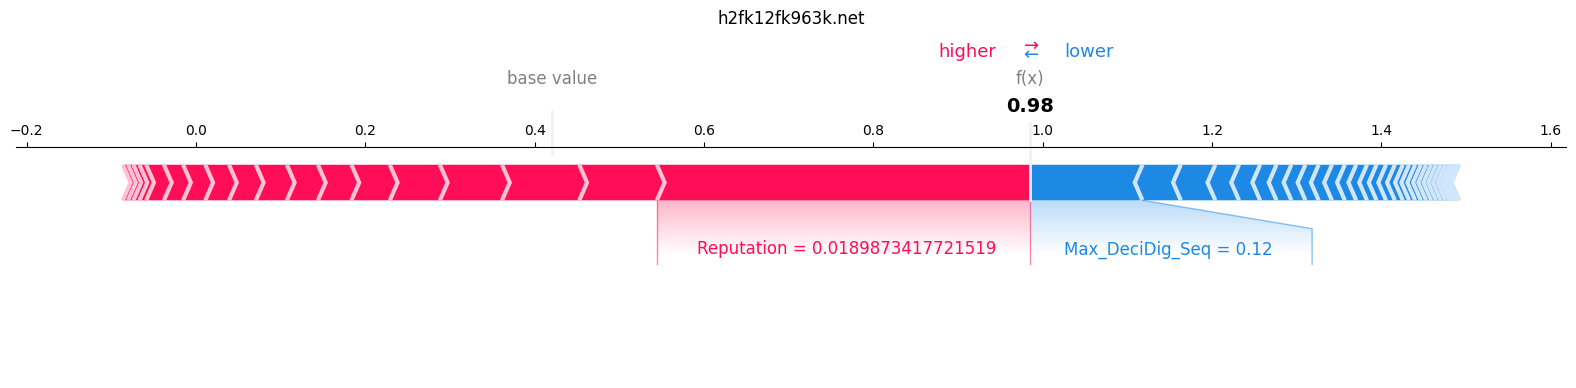 h2fk12fk963k.net
higher ⇄ lower
base value f(x)
0.98
−0.2 0.0 0.2 0.4 0.6 0.8 1.0 1.2 1.4 1.6
Reputation = 0.0189873417721519 Max_DeciDig_Seq = 0.12